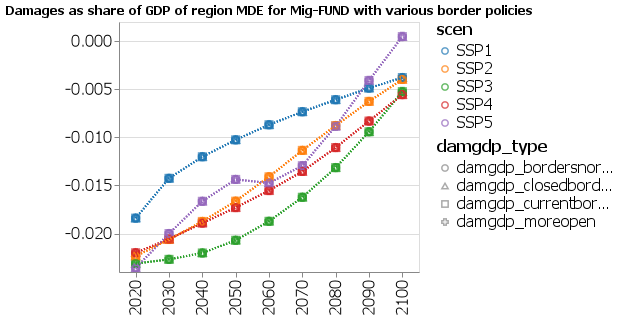 Damages as share of GDP of region MDE for Mig-FUND with various border policies
0.000
-0.005
-0.010
-0.015
-0.020
2020
2030
2040
2050
2060
2070
2080
2090
2100
scen
SSP1
SSP2
SSP3
SSP4
SSP5
damgdp_type
damgdp_bordersnor...
damgdp_closedbord...
damgdp_currentbor...
damgdp_moreopen